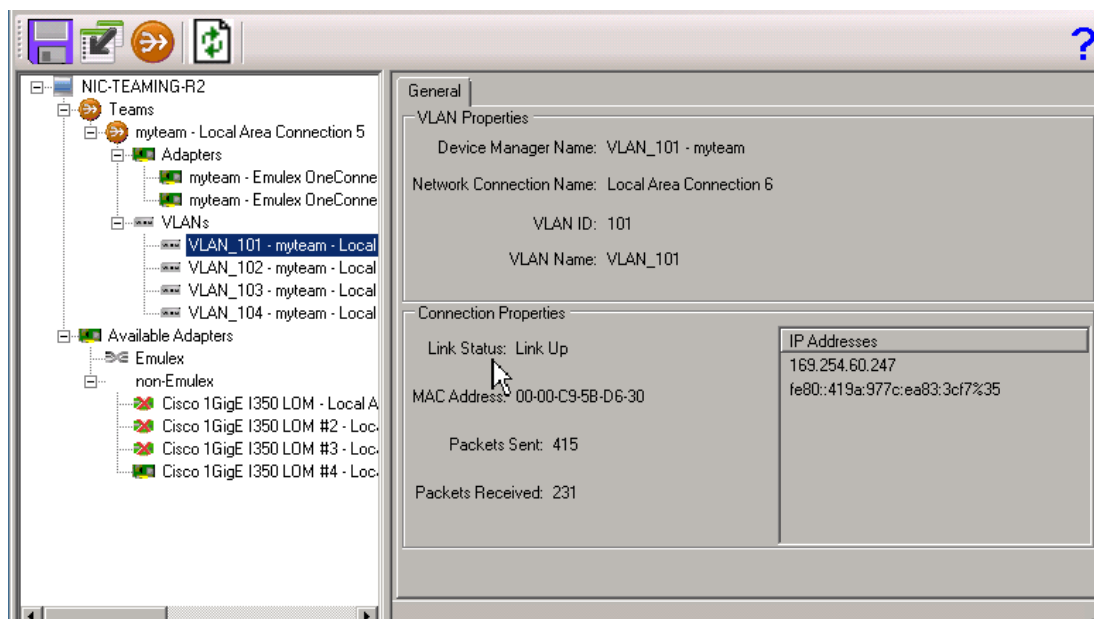 ?
NIC-TEAMING-R2
Teams
myteam - Local Area Connection 5
Adapters
myteam - Emulex OneConne
myteam - Emulex OneConne
VLANs
VLAN_101 - myteam - Local
VLAN_102 - myteam - Local
VLAN_103 - myteam - Local
VLAN_104 - myteam - Local
Available Adapters
Emulex
non-Emulex
Cisco 1GigE I350 LOM - Local A
Cisco 1GigE I350 LOM #2 - Loc
Cisco 1GigE I350 LOM #3 - Loc
Cisco 1GigE I350 LOM #4 - Loc
General
VLAN Properties
Device Manager Name: VLAN_101 - myteam
Network Connection Name: Local Area Connection 6
VLAN ID: 101
VLAN Name: VLAN_101
Connection Properties
Link Status: Link Up
MAC Address: 00-00-C9-5B-D6-30
Packets Sent: 415
Packets Received: 231
IP Addresses
169.254.60.247
fe80::419a:977c:ea83:3cf7%35